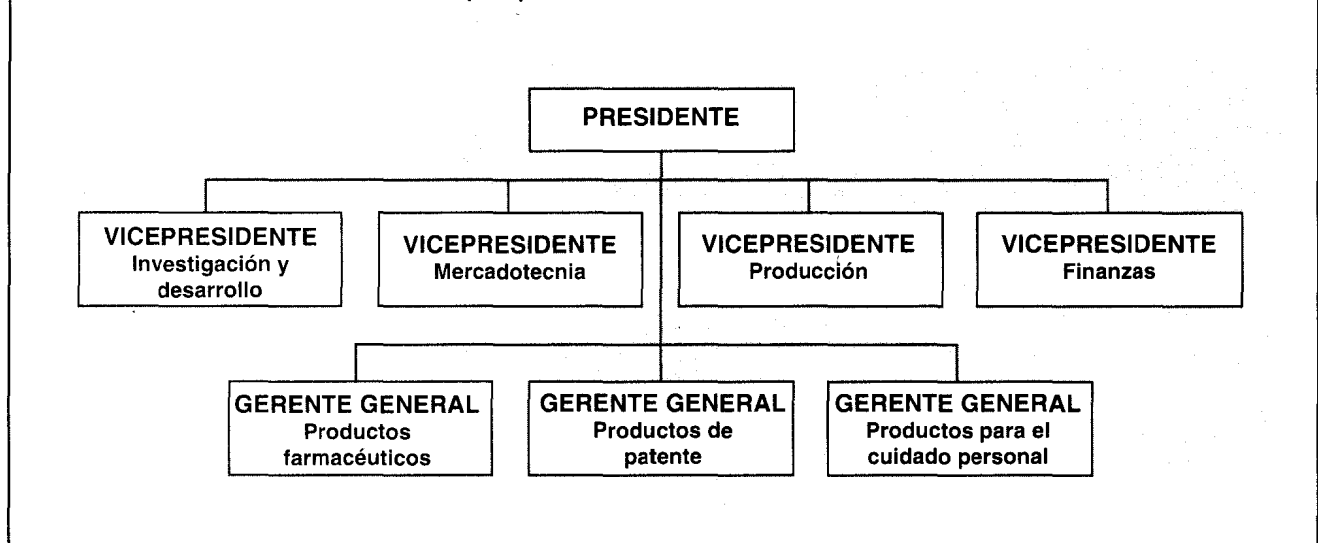 PRESIDENTE
VICEPRESIDENTE
Investigación y
desarrollo
VICEPRESIDENTE
Mercadotecnia
VICEPRESIDENTE
Producción
VICEPRESIDENTE
Finanzas
GERENTE GENERAL
Productos
farmacéuticos
GERENTE GENERAL
Productos de
patente
GERENTE GENERAL
Productos para el
cuidado personal